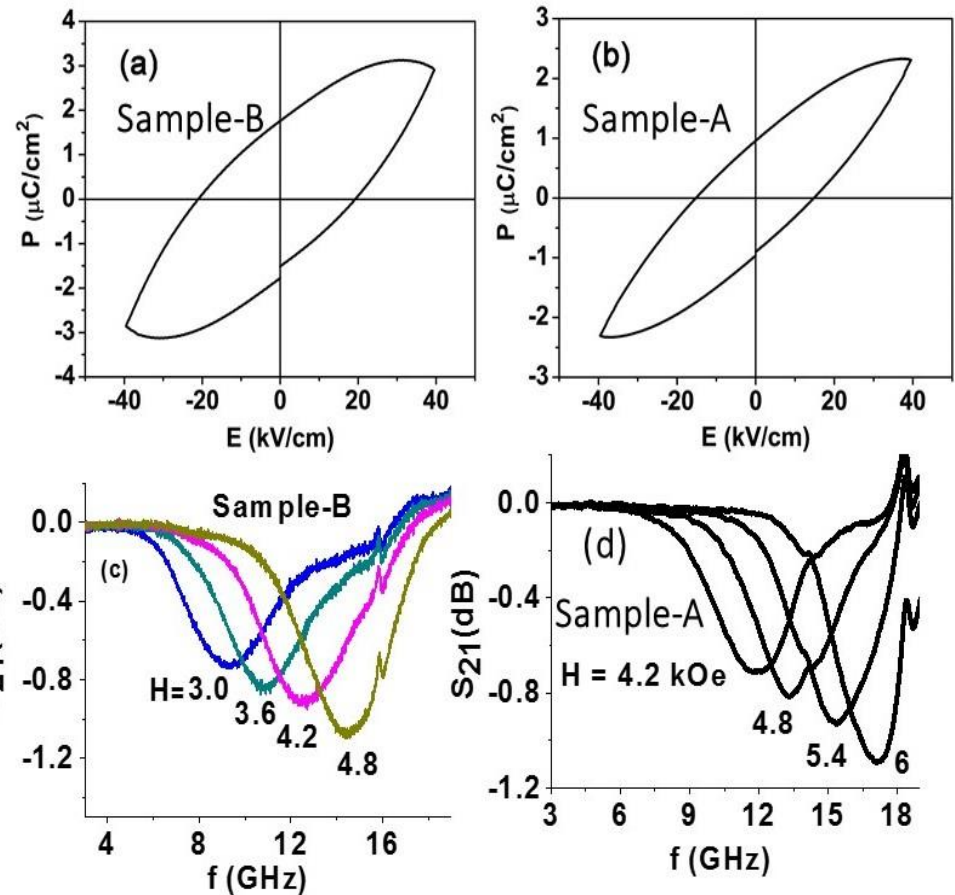 (a)
Sample-B
P (μC/cm²)
4
3
2
1
0
-1
-2
-3
-4
-40 -20 0 20 40
E (kV/cm)
(b)
Sample-A
P (μC/cm²)
3
2
1
0
-1
-2
-3
-40 -20 0 20 40
E (kV/cm)
Sample-B
(c)
0.0
-0.4
-0.8
-1.2
H= 3.0
3.6
4.2
4.8
4 8 12 16
f (GHz)
(d)
Sample-A
S21(dB)
0.0
-0.4
-0.8
-1.2
H = 4.2 kOe
4.8
5.4
6
3 6 9 12 15 18
f (GHz)